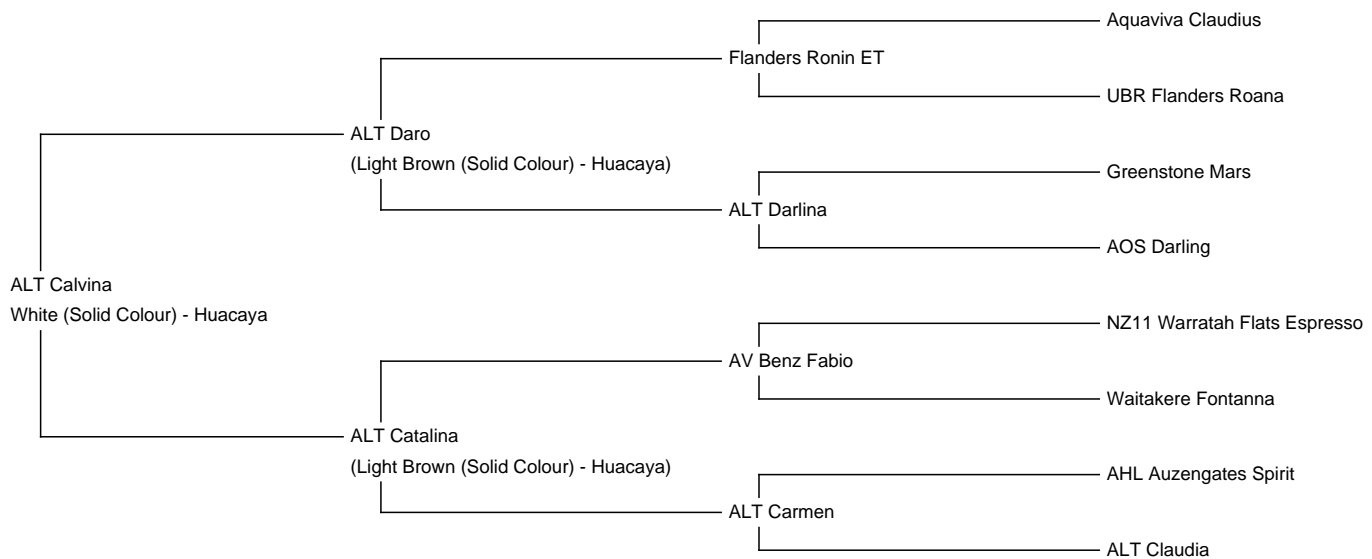 Aquaviva Claudius
Flanders Ronin ET
UBR Flanders Roana
ALT Daro
(Light Brown (Solid Colour) - Huacaya)
Greenstone Mars
ALT Darlina
AOS Darling
ALT Calvina
White (Solid Colour) - Huacaya
NZ11 Warratah Flats Espresso
AV Benz Fabio
Waitakere Fontanna
ALT Catalina
(Light Brown (Solid Colour) - Huacaya)
AHL Auzengates Spirit
ALT Carmen
ALT Claudia